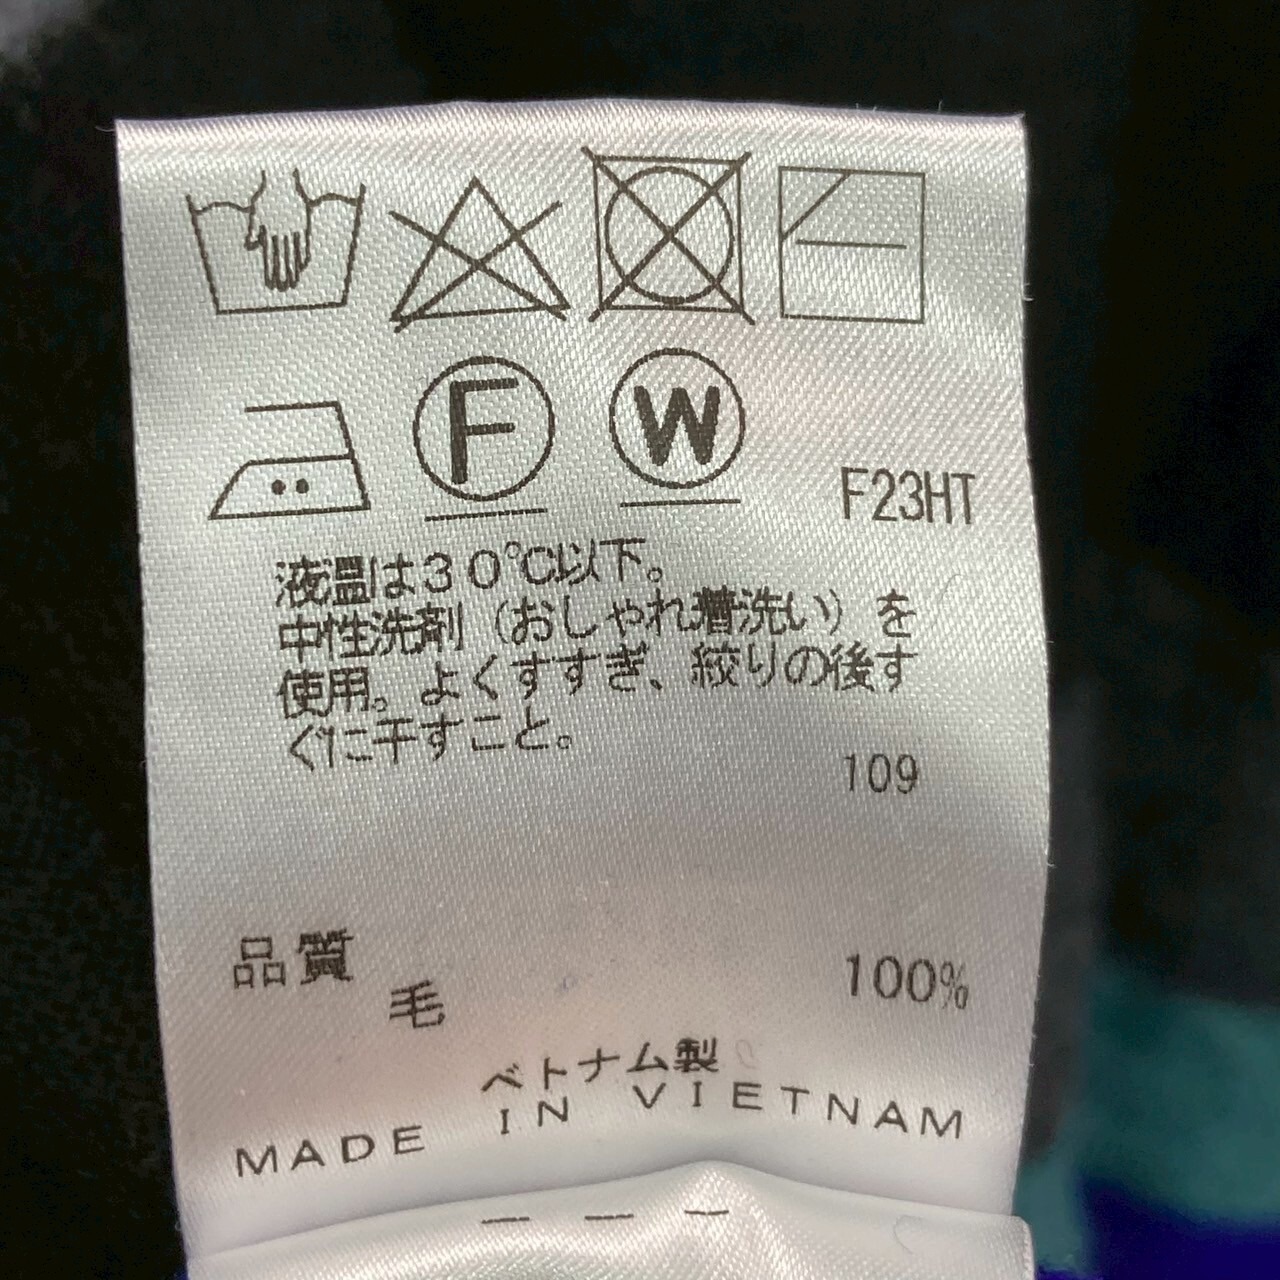 F
W
F23HT
液温は30℃以下。
中性洗剤（おしゃれ着洗い）を
使用。よくすすぎ、絞りの後す
ぐに干すこと。
109
品質
毛 100%
ベトナム製
MADE IN VIETNAM